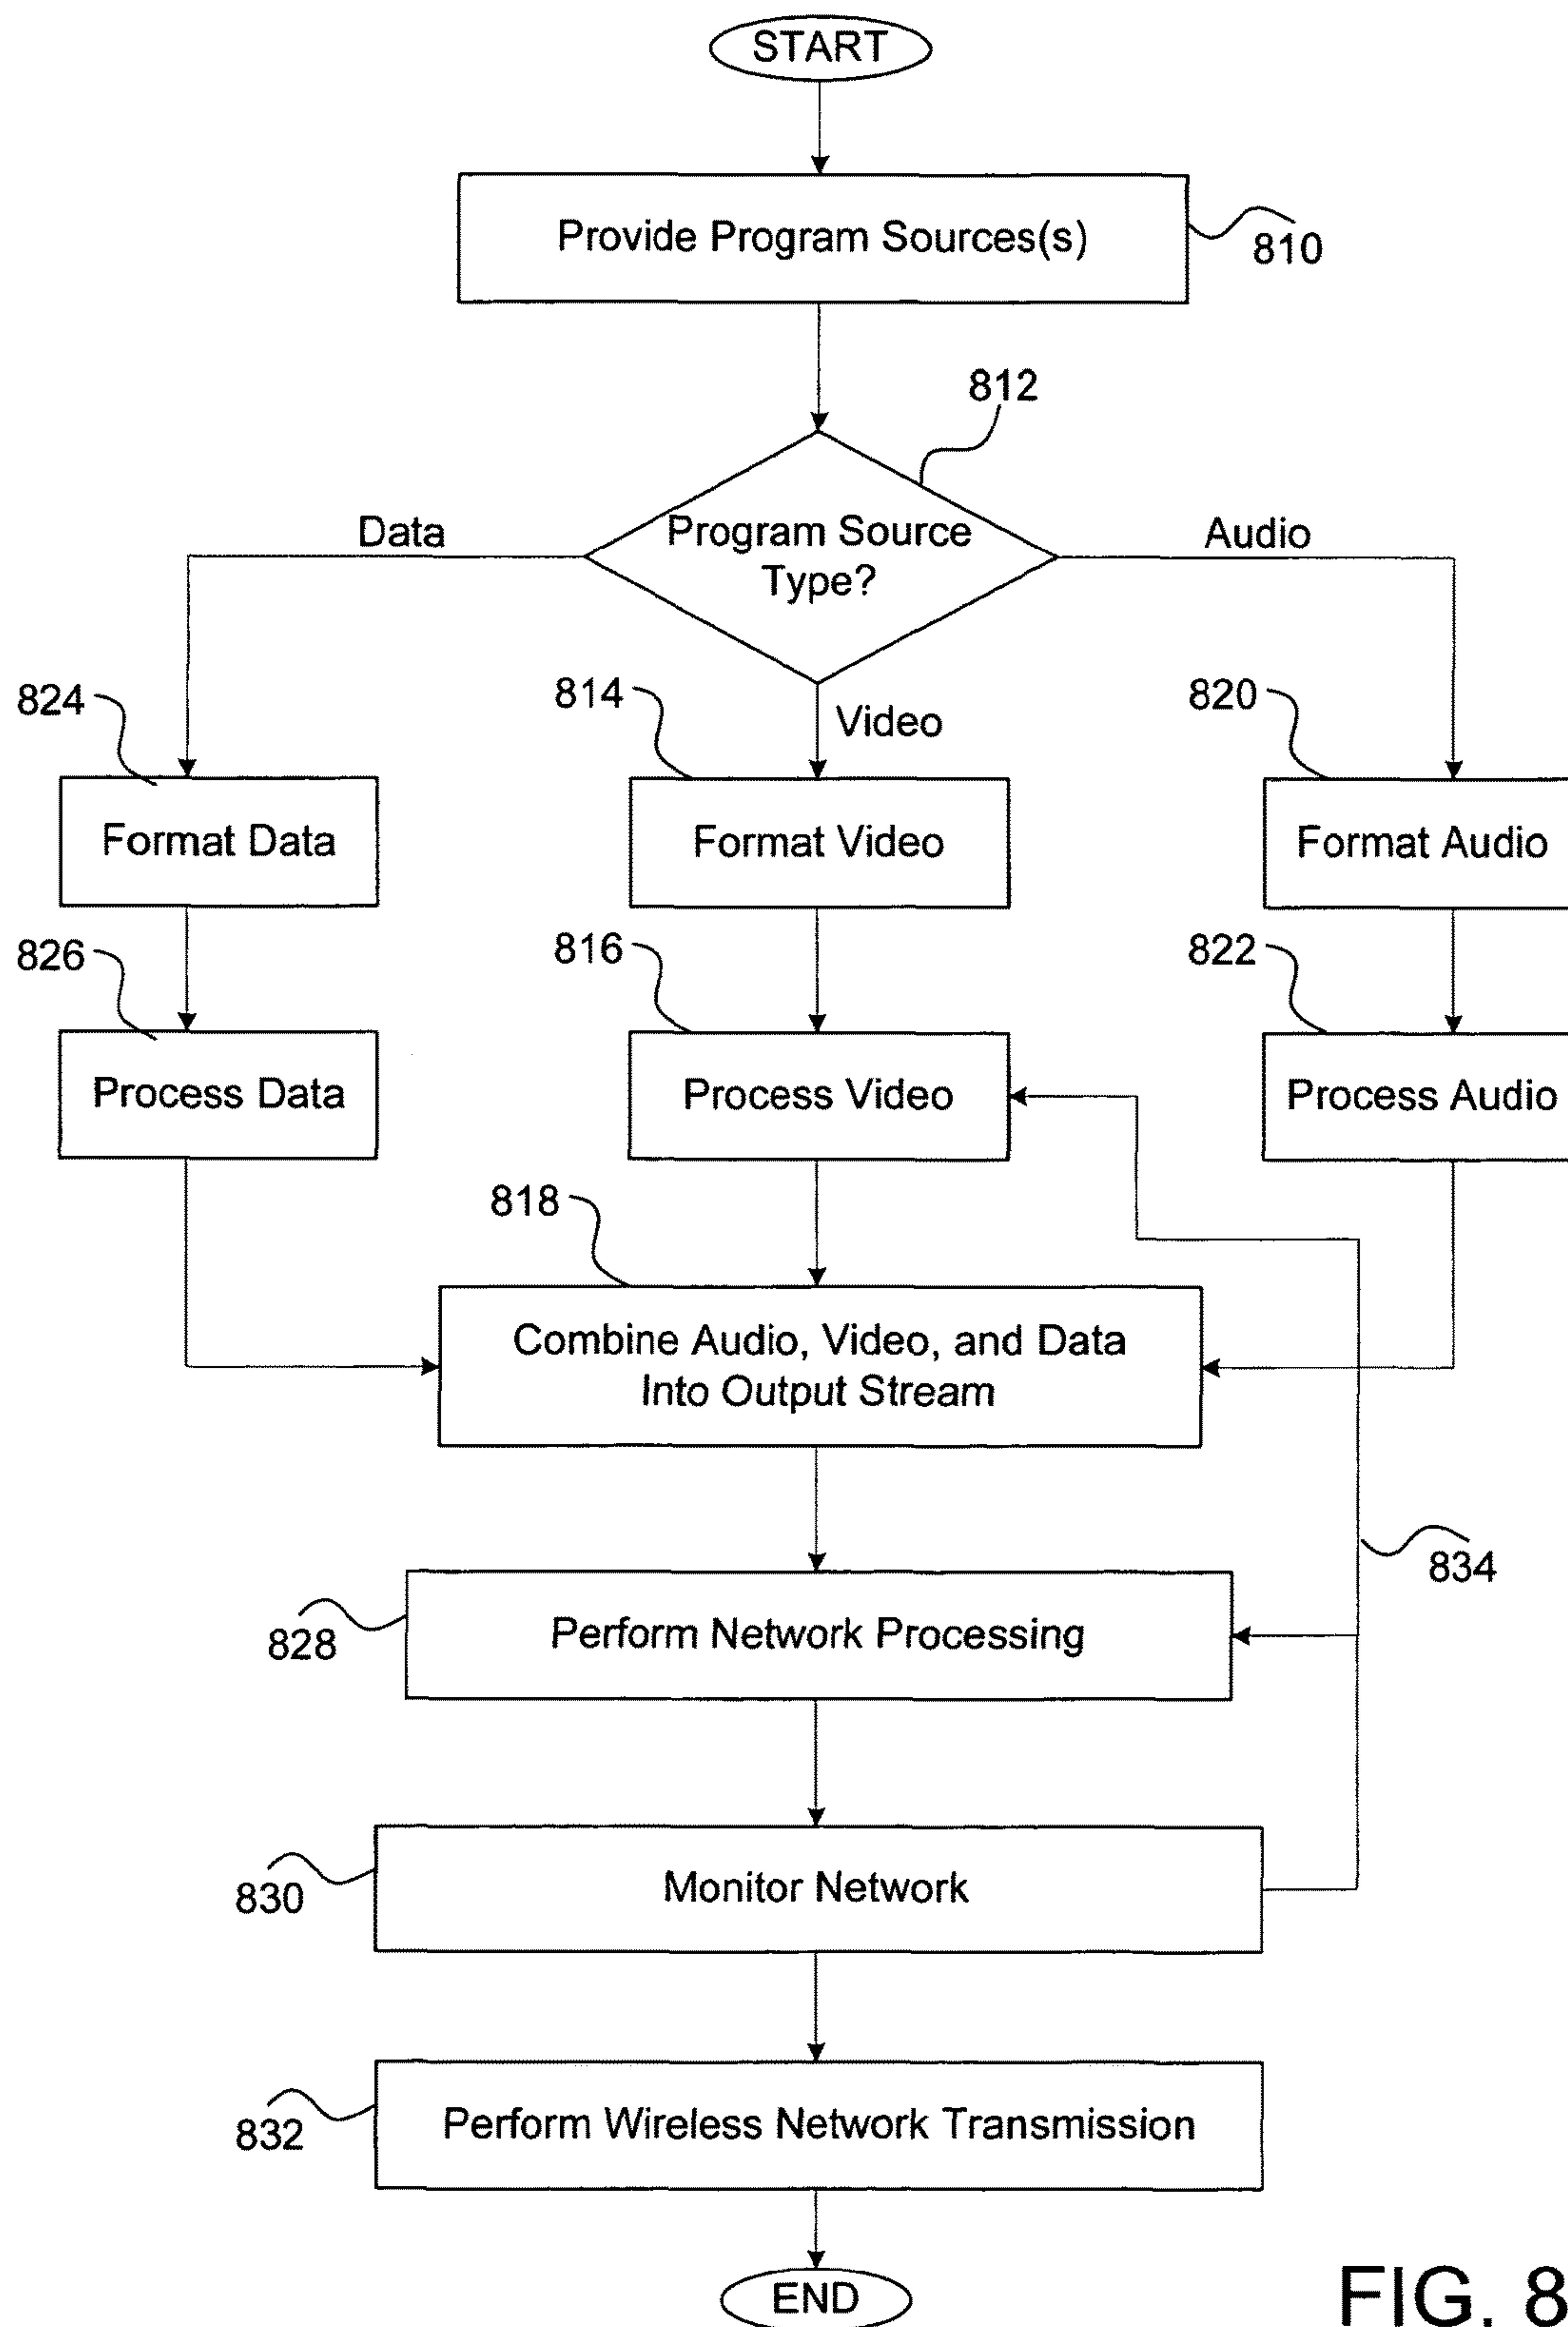 START
Provide Program Sources(s)
810
812
Program Source
Type?
Data
Audio
Video
824
814
820
Format Data
Format Video
Format Audio
826
816
822
Process Data
Process Video
Process Audio
818
Combine Audio, Video, and Data
Into Output Stream
834
828
Perform Network Processing
830
Monitor Network
832
Perform Wireless Network Transmission
END
FIG. 8